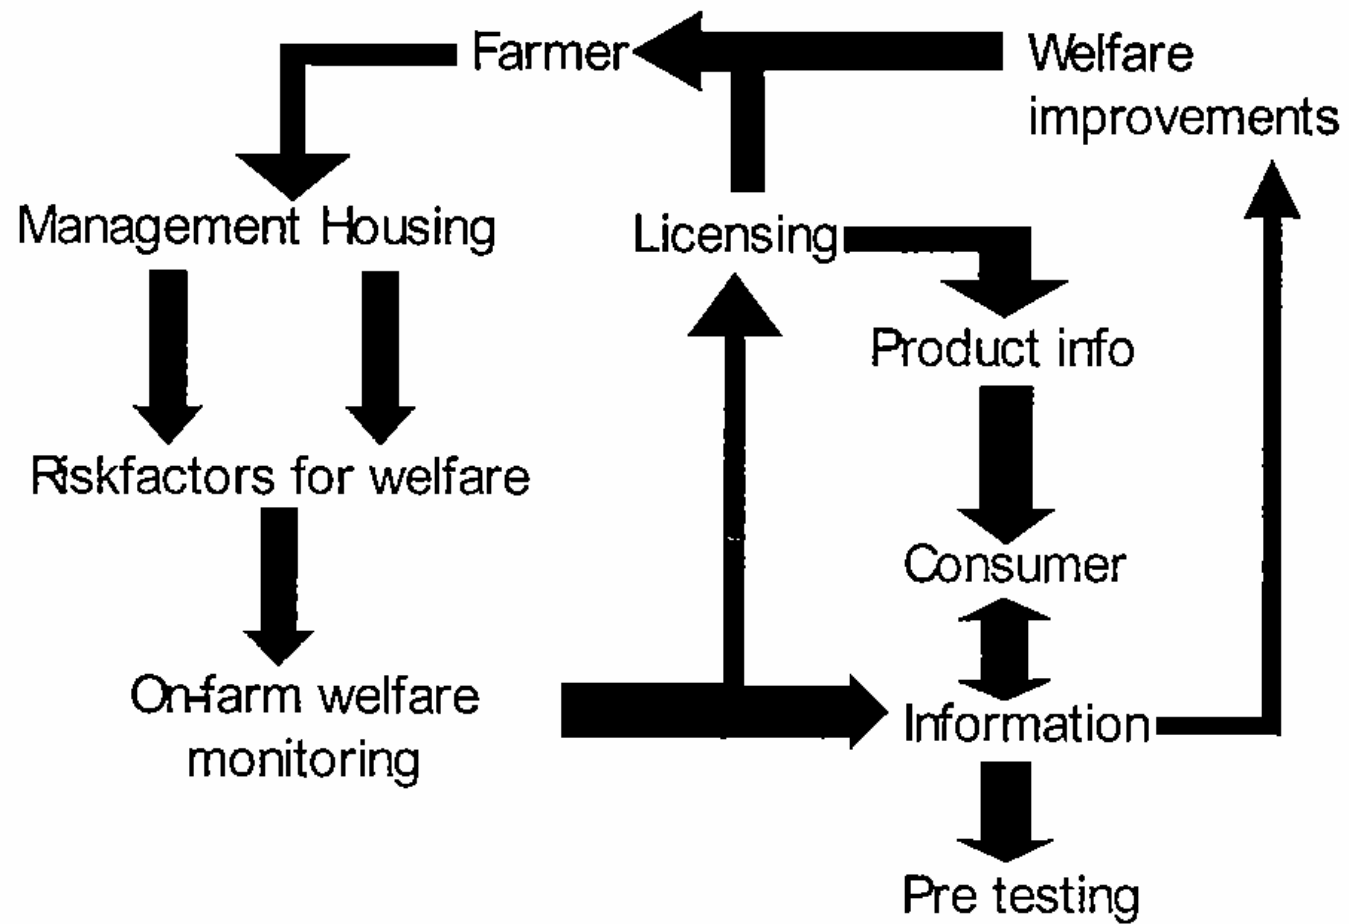 Farmer
Welfare
improvements
Management Housing
Licensing
Product info
Riskfactors for welfare
Consumer
On-farm welfare
monitoring
Information
Pre testing